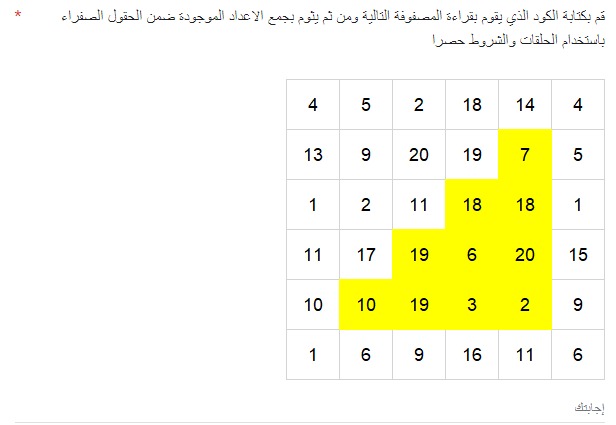 قم بكتابة الكود الذي يقوم بقراءة المصفوفة التالية ومن ثم يثوم بجمع الاعداد الموجودة ضمن الحقول الصفراء *
باستخدام الحلقات والشروط حصرا
4 5 2 18 14 4
13 9 20 19 7 5
1 2 11 18 18 1
11 17 19 6 20 15
10 10 19 3 2 9
1 6 9 16 11 6
إجابتك